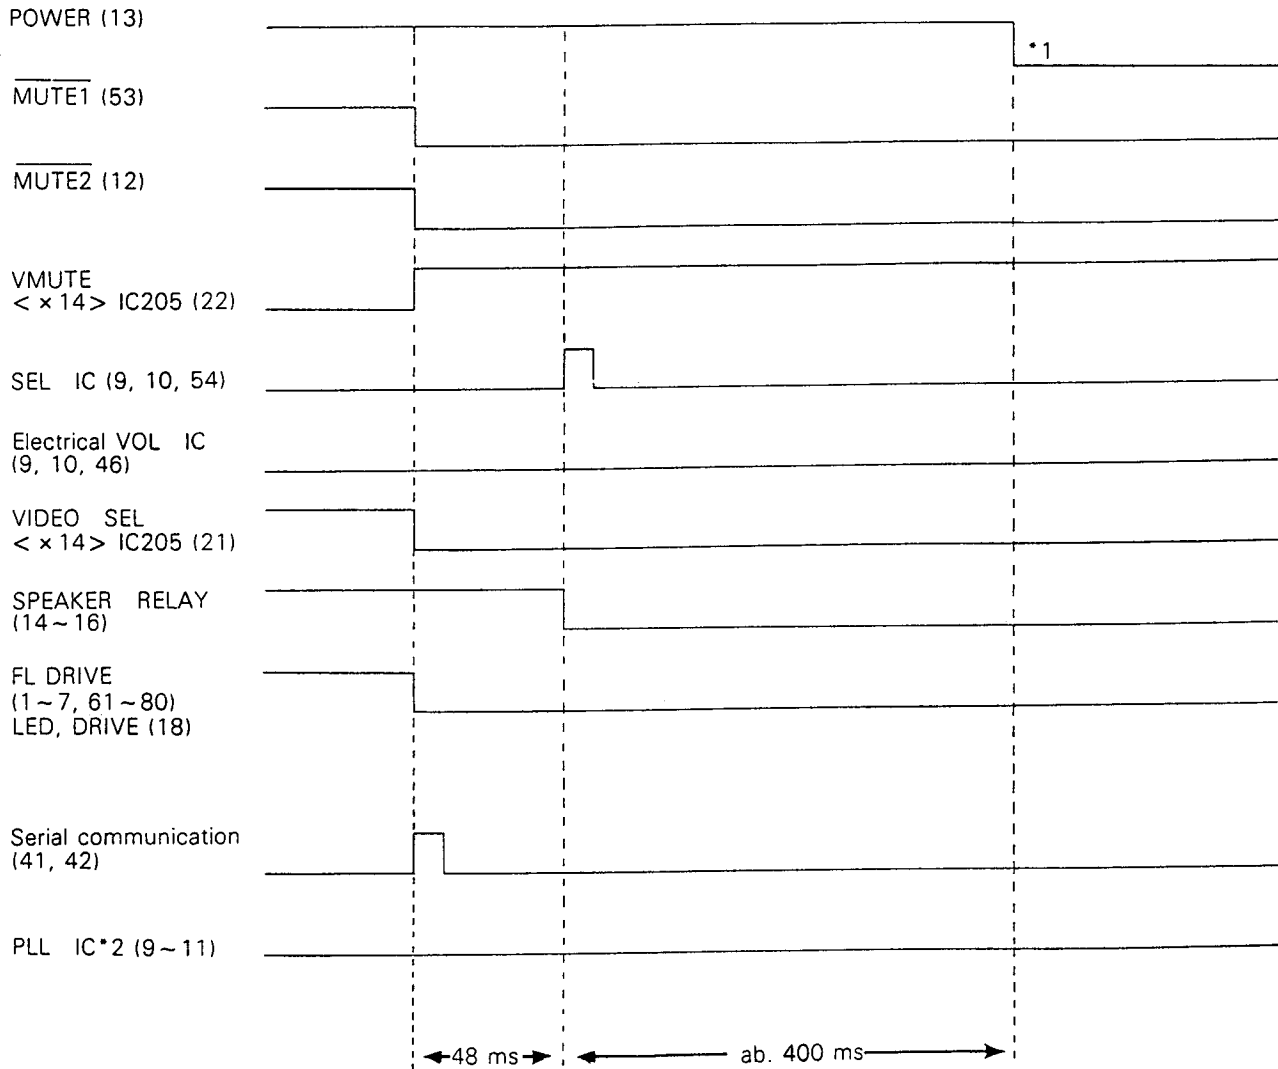 POWER (13)
*1
MUTE1 (53)
MUTE2 (12)
VMUTE
< ×14> IC205 (22)
SEL IC (9, 10, 54)
Electrical VOL IC
(9, 10, 46)
VIDEO SEL
< ×14> IC205 (21)
SPEAKER RELAY
(14~16)
FL DRIVE
(1~7, 61~80)
LED, DRIVE (18)
Serial communication
(41, 42)
PLL IC*2 (9~11)
48 ms
ab. 400 ms